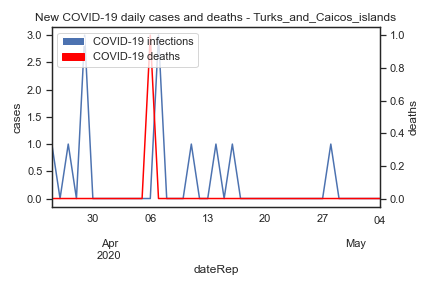 New COVID-19 daily cases and deaths - Turks_and_Caicos_islands
COVID-19 infections
COVID-19 deaths
3.0
2.5
2.0
1.5
1.0
0.5
0.0
cases
1.0
0.8
0.6
0.4
0.2
0.0
deaths
30 06 13 20 27 04
Apr May
2020
dateRep